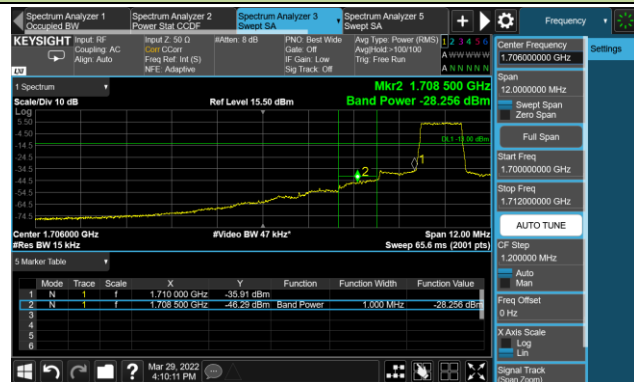 Spectrum Analyzer 1
Occupied BW
Spectrum Analyzer 2
Power Stat CCDF
Spectrum Analyzer 3
Swept SA
Spectrum Analyzer 5
Swept SA
Frequency
KEYSIGHT
Input: RF
Coupling: AC
Align: Auto
Input Z: 50 Ω
Corr CCorr
Freq Ref: Int (S)
NFE: Adaptive
#Atten: 8 dB
PNO: Best Wide
Gate: Off
IF Gain: Low
Sig Track: Off
Avg Type: Power (RMS)
Avg|Hold:>100/100
Trig: Free Run
1 2 3 4 5 6
A W W W W W
A N N N N N
LXI
1 Spectrum
Mkr2 1.708 500 GHz
Scale/Div 10 dB
Ref Level 15.50 dBm
Band Power -28.256 dBm
Log
5.50
-4.50
-14.5
-24.5
-34.5
-44.5
-54.5
-64.5
-74.5
DL1 -13.00 dBm
1
2
Center 1.706000 GHz
#Video BW 47 kHz*
Span 12.00 MHz
#Res BW 15 kHz
Sweep 65.6 ms (2001 pts)
5 Marker Table
Mode Trace Scale X Y Function Function Width Function Value
1 N 1 f 1.710 000 GHz -35.91 dBm
2 N 1 f 1.708 500 GHz -46.29 dBm Band Power 1.000 MHz -28.256 dBm
3
4
5
6
Mar 29, 2022
4:10:11 PM
Center Frequency
1.706000000 GHz
Settings
Span
12.0000000 MHz
Swept Span
Zero Span
Full Span
Start Freq
1.700000000 GHz
Stop Freq
1.712000000 GHz
AUTO TUNE
CF Step
1.200000 MHz
Auto
Man
Freq Offset
0 Hz
X Axis Scale
Log
Lin
Signal Track
(Span Zoom)